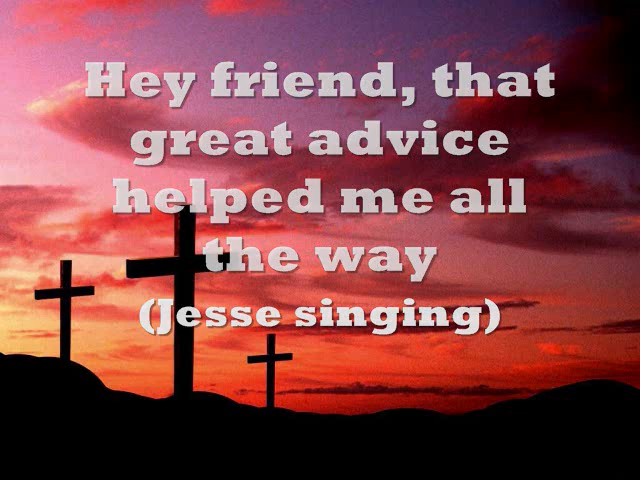 Hey friend, that
great advice
helped me all
the way
(Jesse singing)